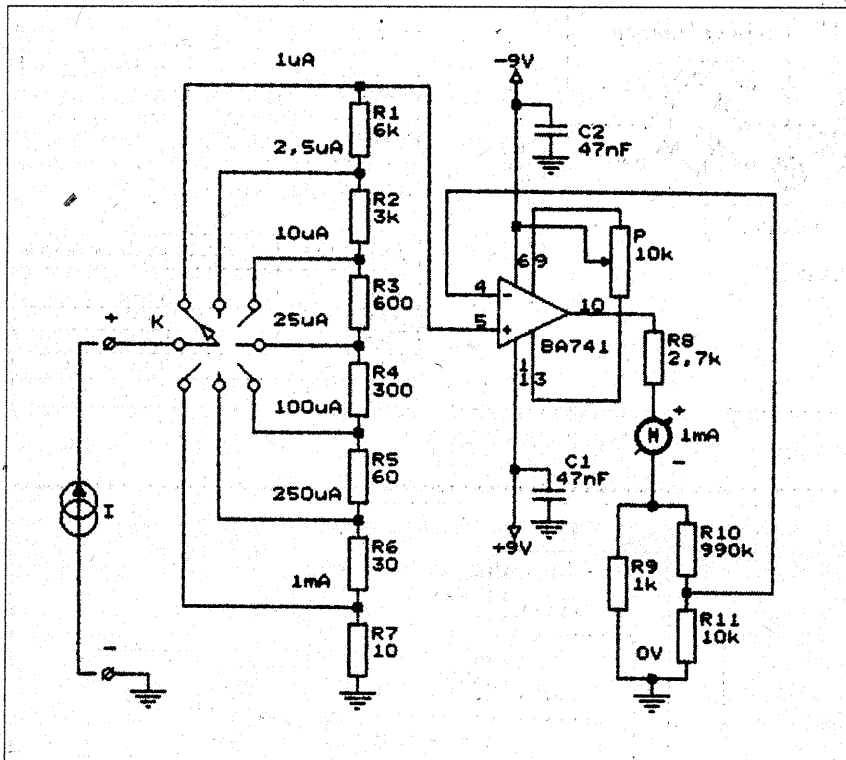 1uA
-9V
R1
6k
C2
47nF
2,5uA
R2
3k
10uA
P
10k
6
9
R3
600
4
-
10
5
+
K
+
25uA
BA741
R8
2,7k
R4
300
1
13
100uA
+
M
1mA
-
R5
60
C1
47nF
250uA
I
+9V
R10
990k
R6
30
R9
1k
1mA
R11
10k
R7
10
0V
-